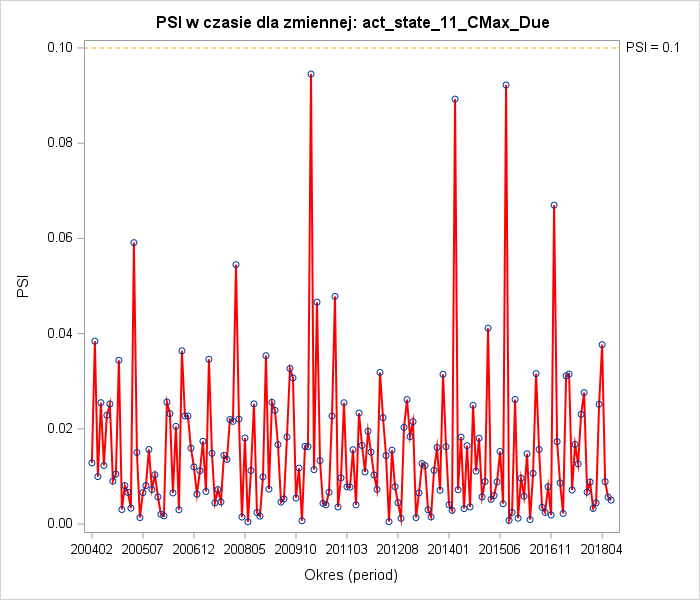 PSI w czasie dla zmiennej: act_state_11_CMax_Due
0.10
PSI = 0.1
0.08
0.06
0.04
0.02
0.00
PSI
200402 200507 200612 200805 200910 201103 201208 201401 201506 201611 201804
Okres (period)